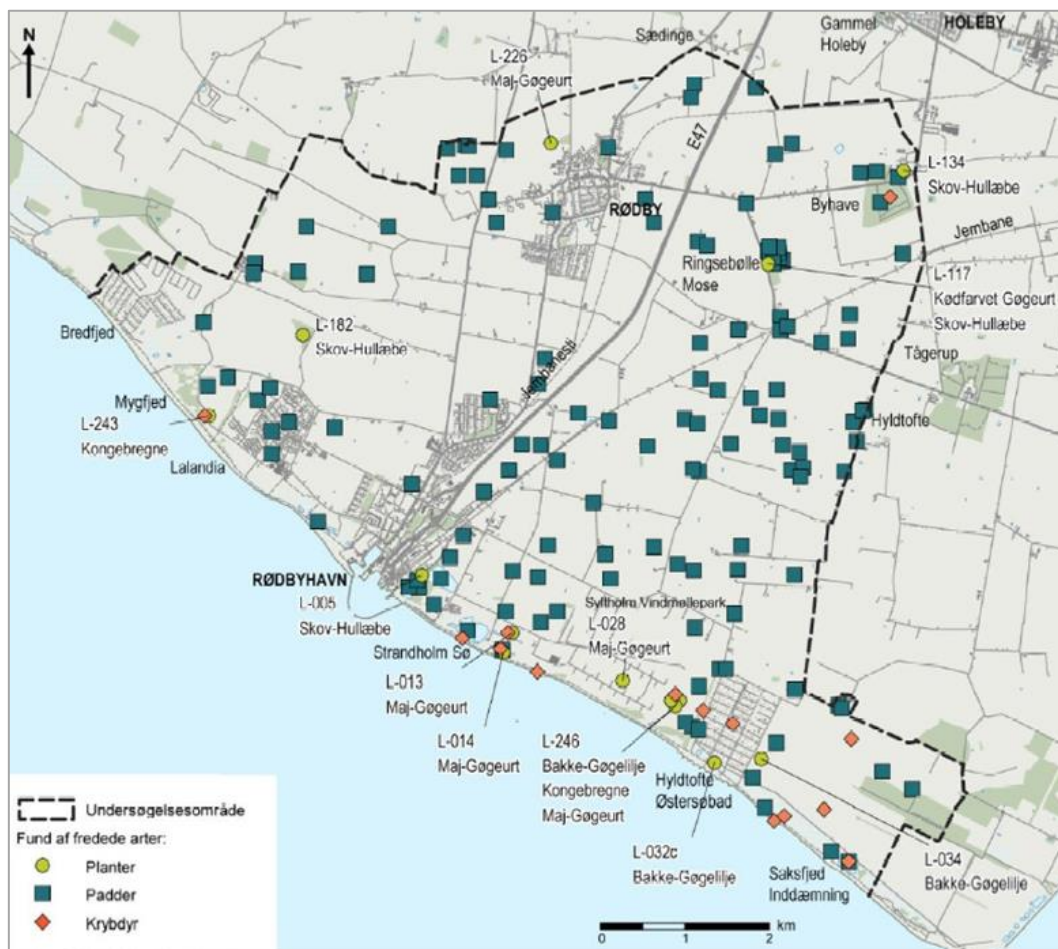 N
Sædinge
Gammel
Holeby
HOLEBY
L-226
Maj-Gøgeurt
E47
L-134
Skov-Hullæbe
Byhave
RØDBY
Jernbane
Ringsebølle
Mose
L-117
Kødfarvet Gøgeurt
Skov-Hullæbe
Bredfjed
L-182
Skov-Hullæbe
Jernbanesti
Tågerup
Mygfjed
L-243
Kongebregne
Lalandia
Hyldtofte
RØDBYHAVN
L-005
Skov-Hullæbe
Syltholm Vindmøllepark
L-028
Maj-Gøgeurt
Strandholm Sø
L-013
Maj-Gøgeurt
L-014
Maj-Gøgeurt
L-246
Bakke-Gøgelilje
Kongebregne
Maj-Gøgeurt
Hyldtofte
Østersøbad
L-032c
Bakke-Gøgelilje
Saksfjed
Inddæmning
L-034
Bakke-Gøgelilje
Undersøgelsesområde
Fund af fredede arter:
Planter
Padder
Krybdyr
km
0 1 2